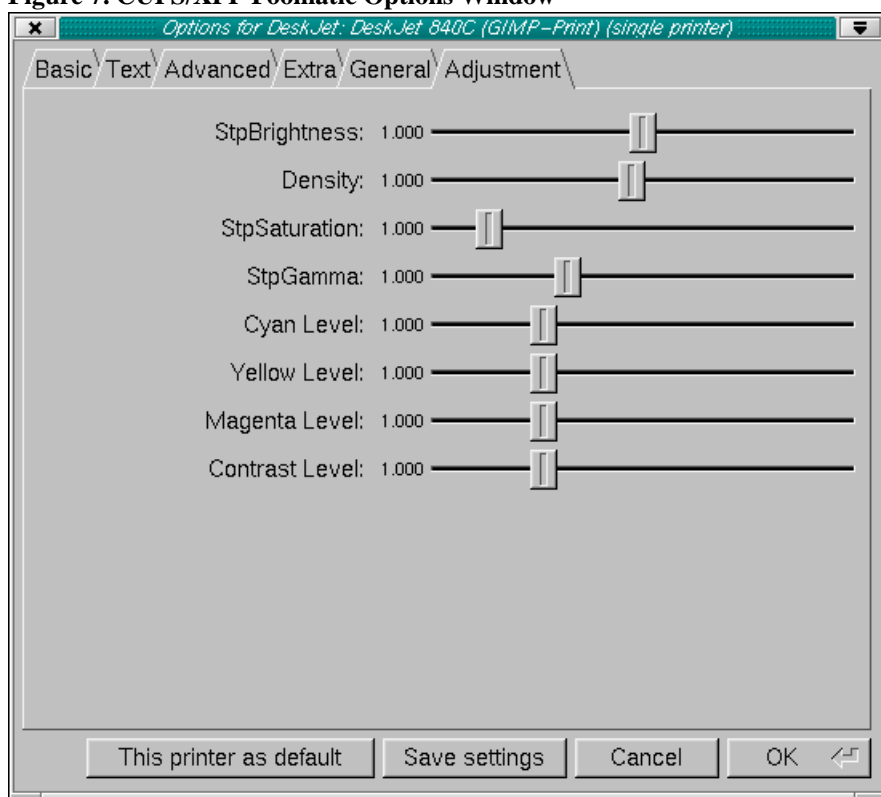 Figure 7. CUPS/XPP Foomatic Options Window
Options for DeskJet: DeskJet 840C (GIMP-Print) (single printer)
Basic Text Advanced Extra General Adjustment
StpBrightness: 1.000
Density: 1.000
StpSaturation: 1.000
StpGamma: 1.000
Cyan Level: 1.000
Yellow Level: 1.000
Magenta Level: 1.000
Contrast Level: 1.000
This printer as default Save settings Cancel OK